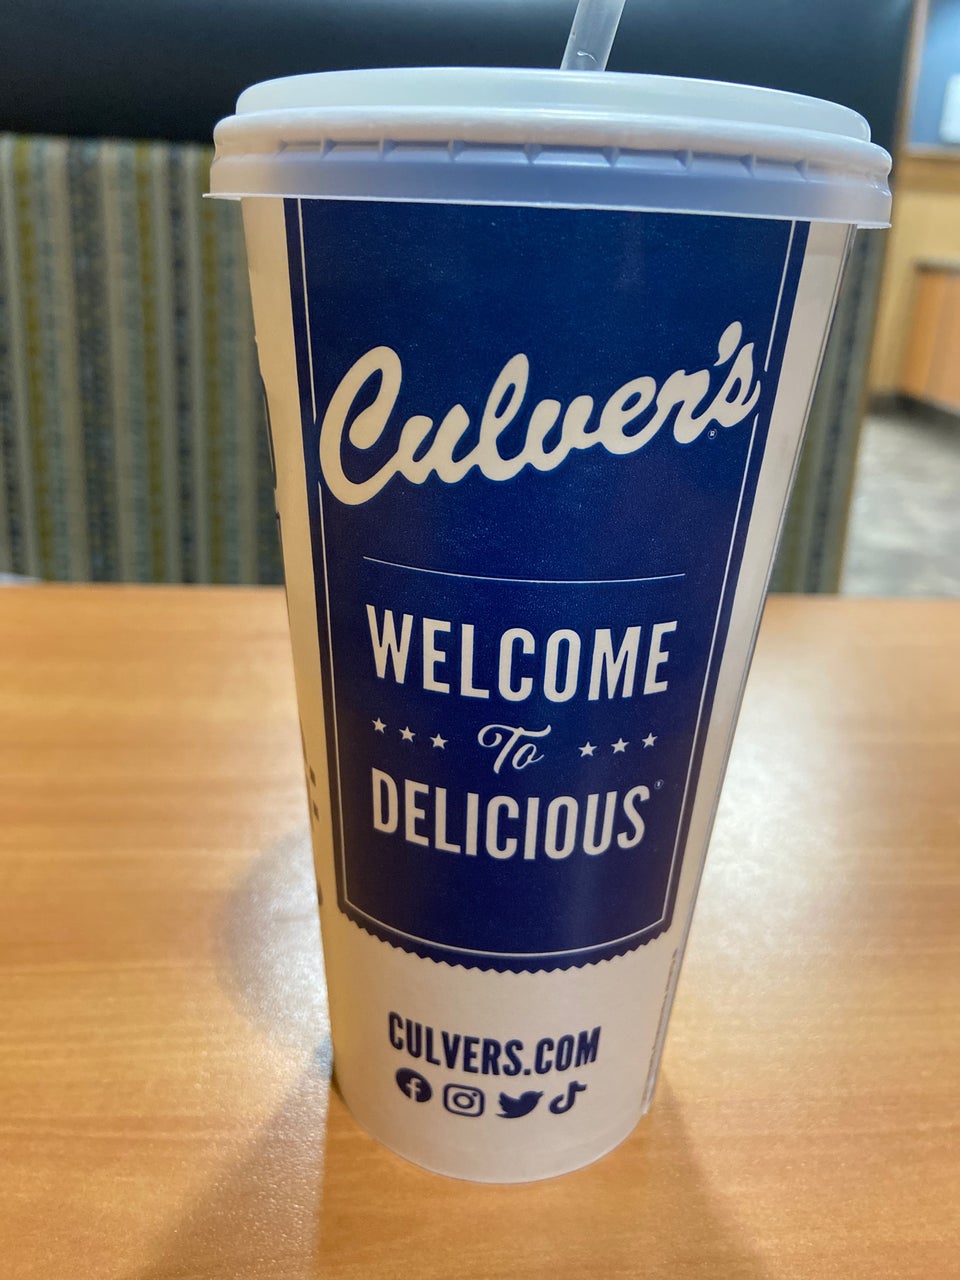 Culver's®
WELCOME
To
DELICIOUS®
CULVERS.COM